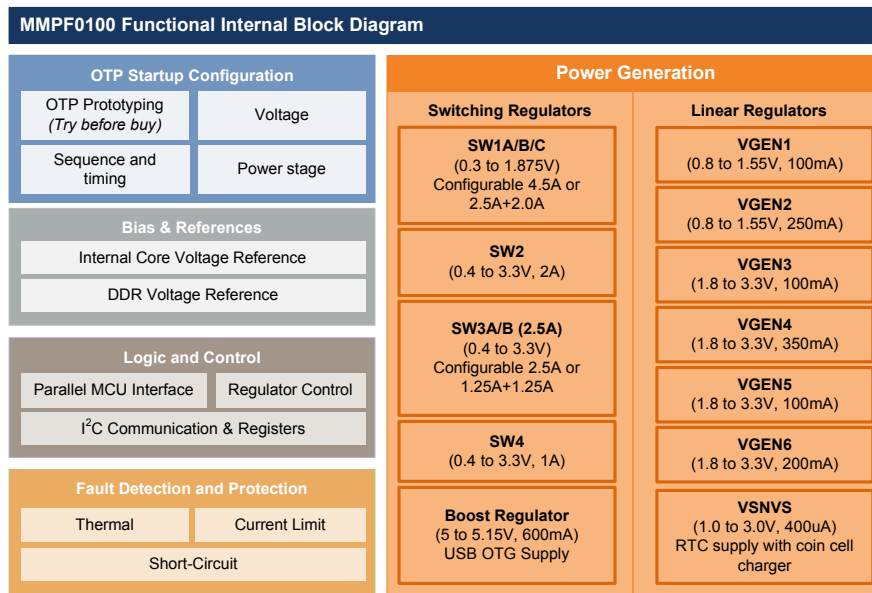 MMPF0100 Functional Internal Block Diagram
OTP Startup Configuration
OTP Prototyping
(Try before buy)
Voltage
Sequence and
timing
Power stage
Bias & References
Internal Core Voltage Reference
DDR Voltage Reference
Logic and Control
Parallel MCU Interface
Regulator Control
I²C Communication & Registers
Fault Detection and Protection
Thermal
Current Limit
Short-Circuit
Power Generation
Switching Regulators
SW1A/B/C
(0.3 to 1.875V)
Configurable 4.5A or
2.5A+2.0A
SW2
(0.4 to 3.3V, 2A)
SW3A/B (2.5A)
(0.4 to 3.3V)
Configurable 2.5A or
1.25A+1.25A
SW4
(0.4 to 3.3V, 1A)
Boost Regulator
(5 to 5.15V, 600mA)
USB OTG Supply
Linear Regulators
VGEN1
(0.8 to 1.55V, 100mA)
VGEN2
(0.8 to 1.55V, 250mA)
VGEN3
(1.8 to 3.3V, 100mA)
VGEN4
(1.8 to 3.3V, 350mA)
VGEN5
(1.8 to 3.3V, 100mA)
VGEN6
(1.8 to 3.3V, 200mA)
VSNVS
(1.0 to 3.0V, 400uA)
RTC supply with coin cell
charger